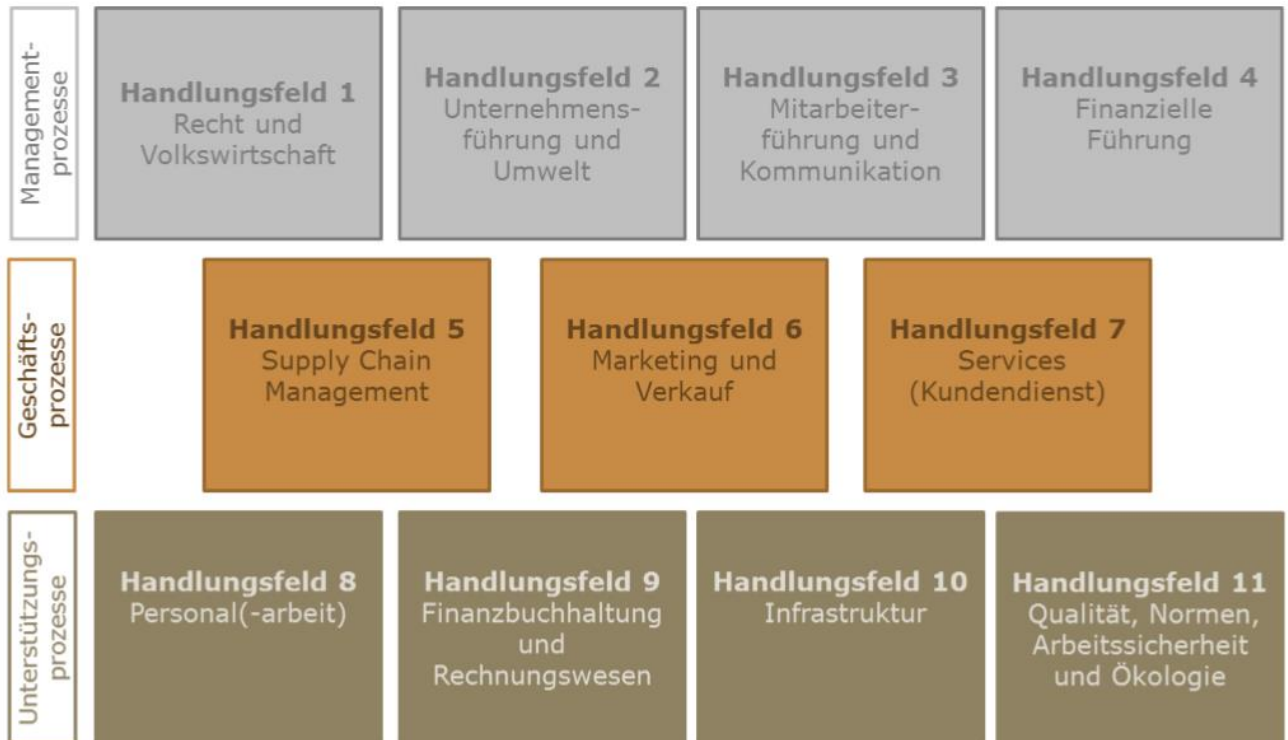 Management-
prozesse
Handlungsfeld 1
Recht und
Volkswirtschaft
Handlungsfeld 2
Unternehmens-
führung und
Umwelt
Handlungsfeld 3
Mitarbeiter-
führung und
Kommunikation
Handlungsfeld 4
Finanzielle
Führung
Geschäfts-
prozesse
Handlungsfeld 5
Supply Chain
Management
Handlungsfeld 6
Marketing und
Verkauf
Handlungsfeld 7
Services
(Kundendienst)
Unterstützungs-
prozesse
Handlungsfeld 8
Personal(-arbeit)
Handlungsfeld 9
Finanzbuchhaltung
und
Rechnungswesen
Handlungsfeld 10
Infrastruktur
Handlungsfeld 11
Qualität, Normen,
Arbeitssicherheit
und Ökologie